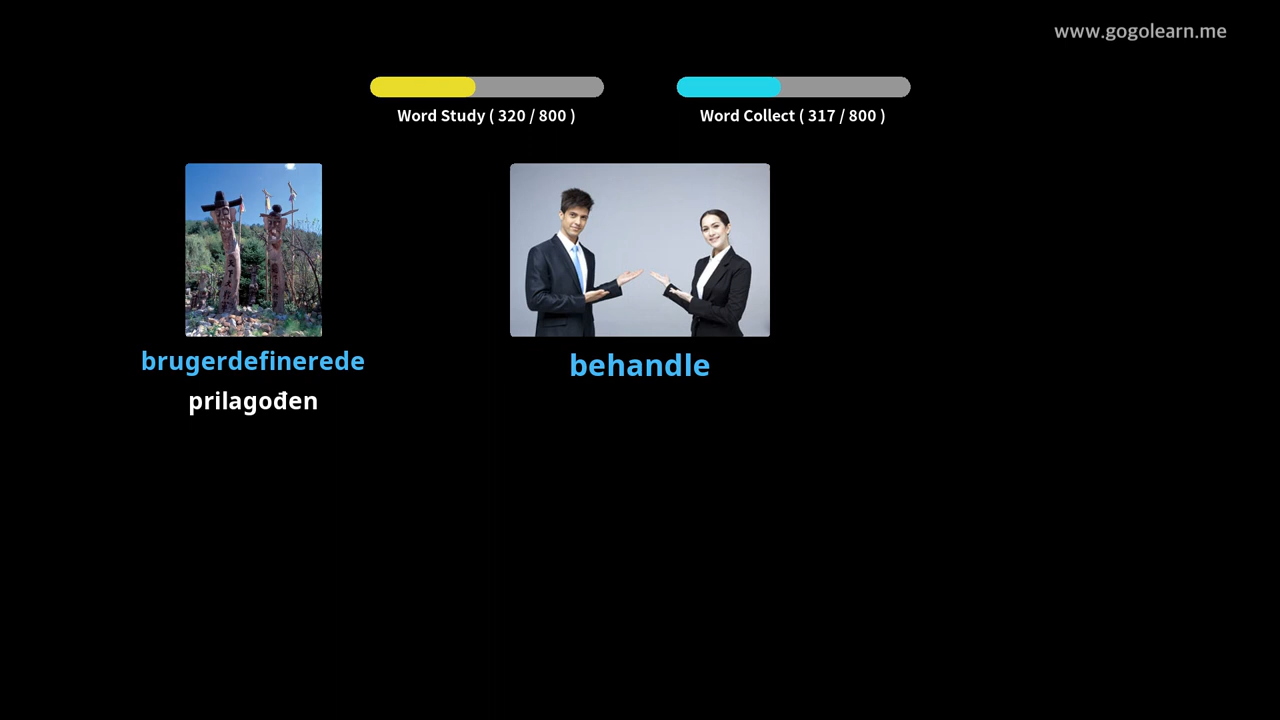 www.gogolearn.me
Word Study ( 320 / 800 )
Word Collect ( 317 / 800 )
brugerdefinerede
prilagođen
behandle